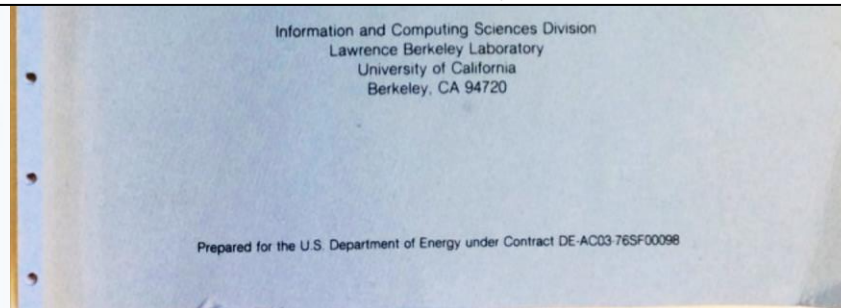 Information and Computing Sciences Division
Lawrence Berkeley Laboratory
University of California
Berkeley, CA 94720
Prepared for the U.S. Department of Energy under Contract DE-AC03-76SF00098